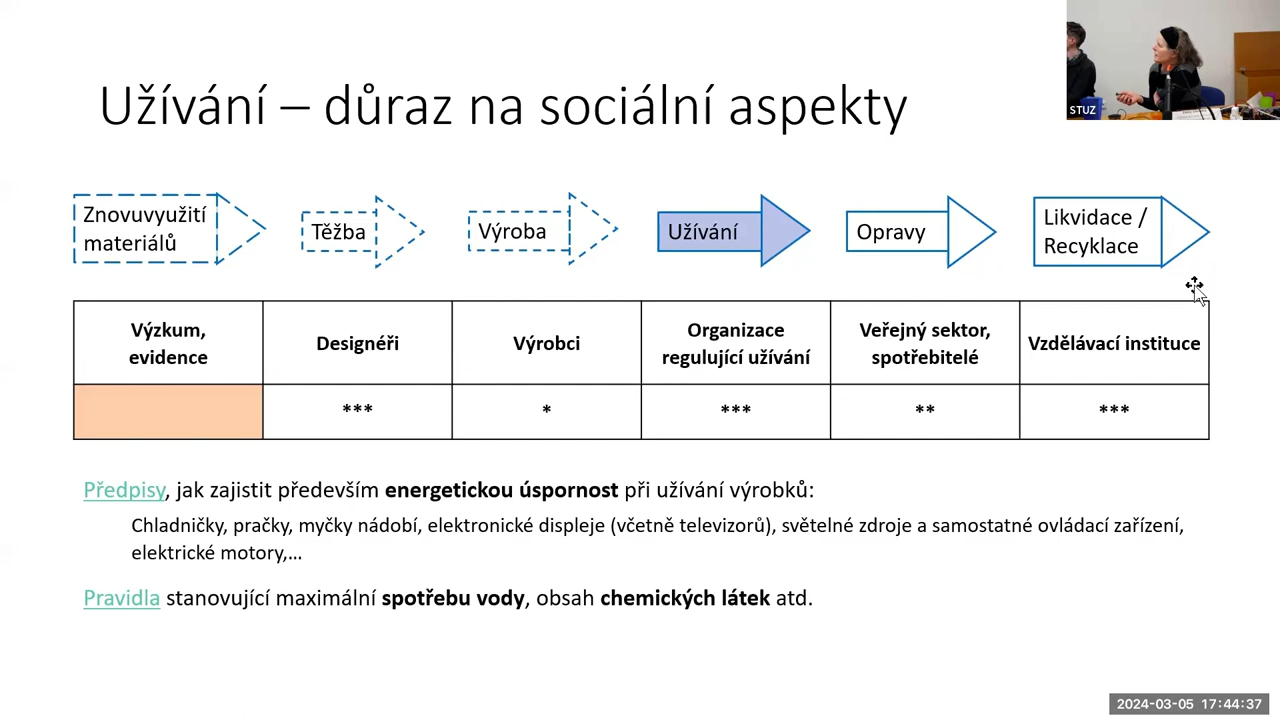 Užívání – důraz na sociální aspekty
STUZ
Znovuvyužití
materiálů
Těžba
Výroba
Užívání
Opravy
Likvidace /
Recyklace
Výzkum,
evidence
Designéři
Výrobci
Organizace
regulující užívání
Veřejný sektor,
spotřebitelé
Vzdělávací instituce
***
*
***
**
***
Předpisy, jak zajistit především energetickou úspornost při užívání výrobků:
Chladničky, pračky, myčky nádobí, elektronické displeje (včetně televizorů), světelné zdroje a samostatné ovládací zařízení,
elektrické motory,…
Pravidla stanovující maximální spotřebu vody, obsah chemických látek atd.
2024-03-05 17:44:37